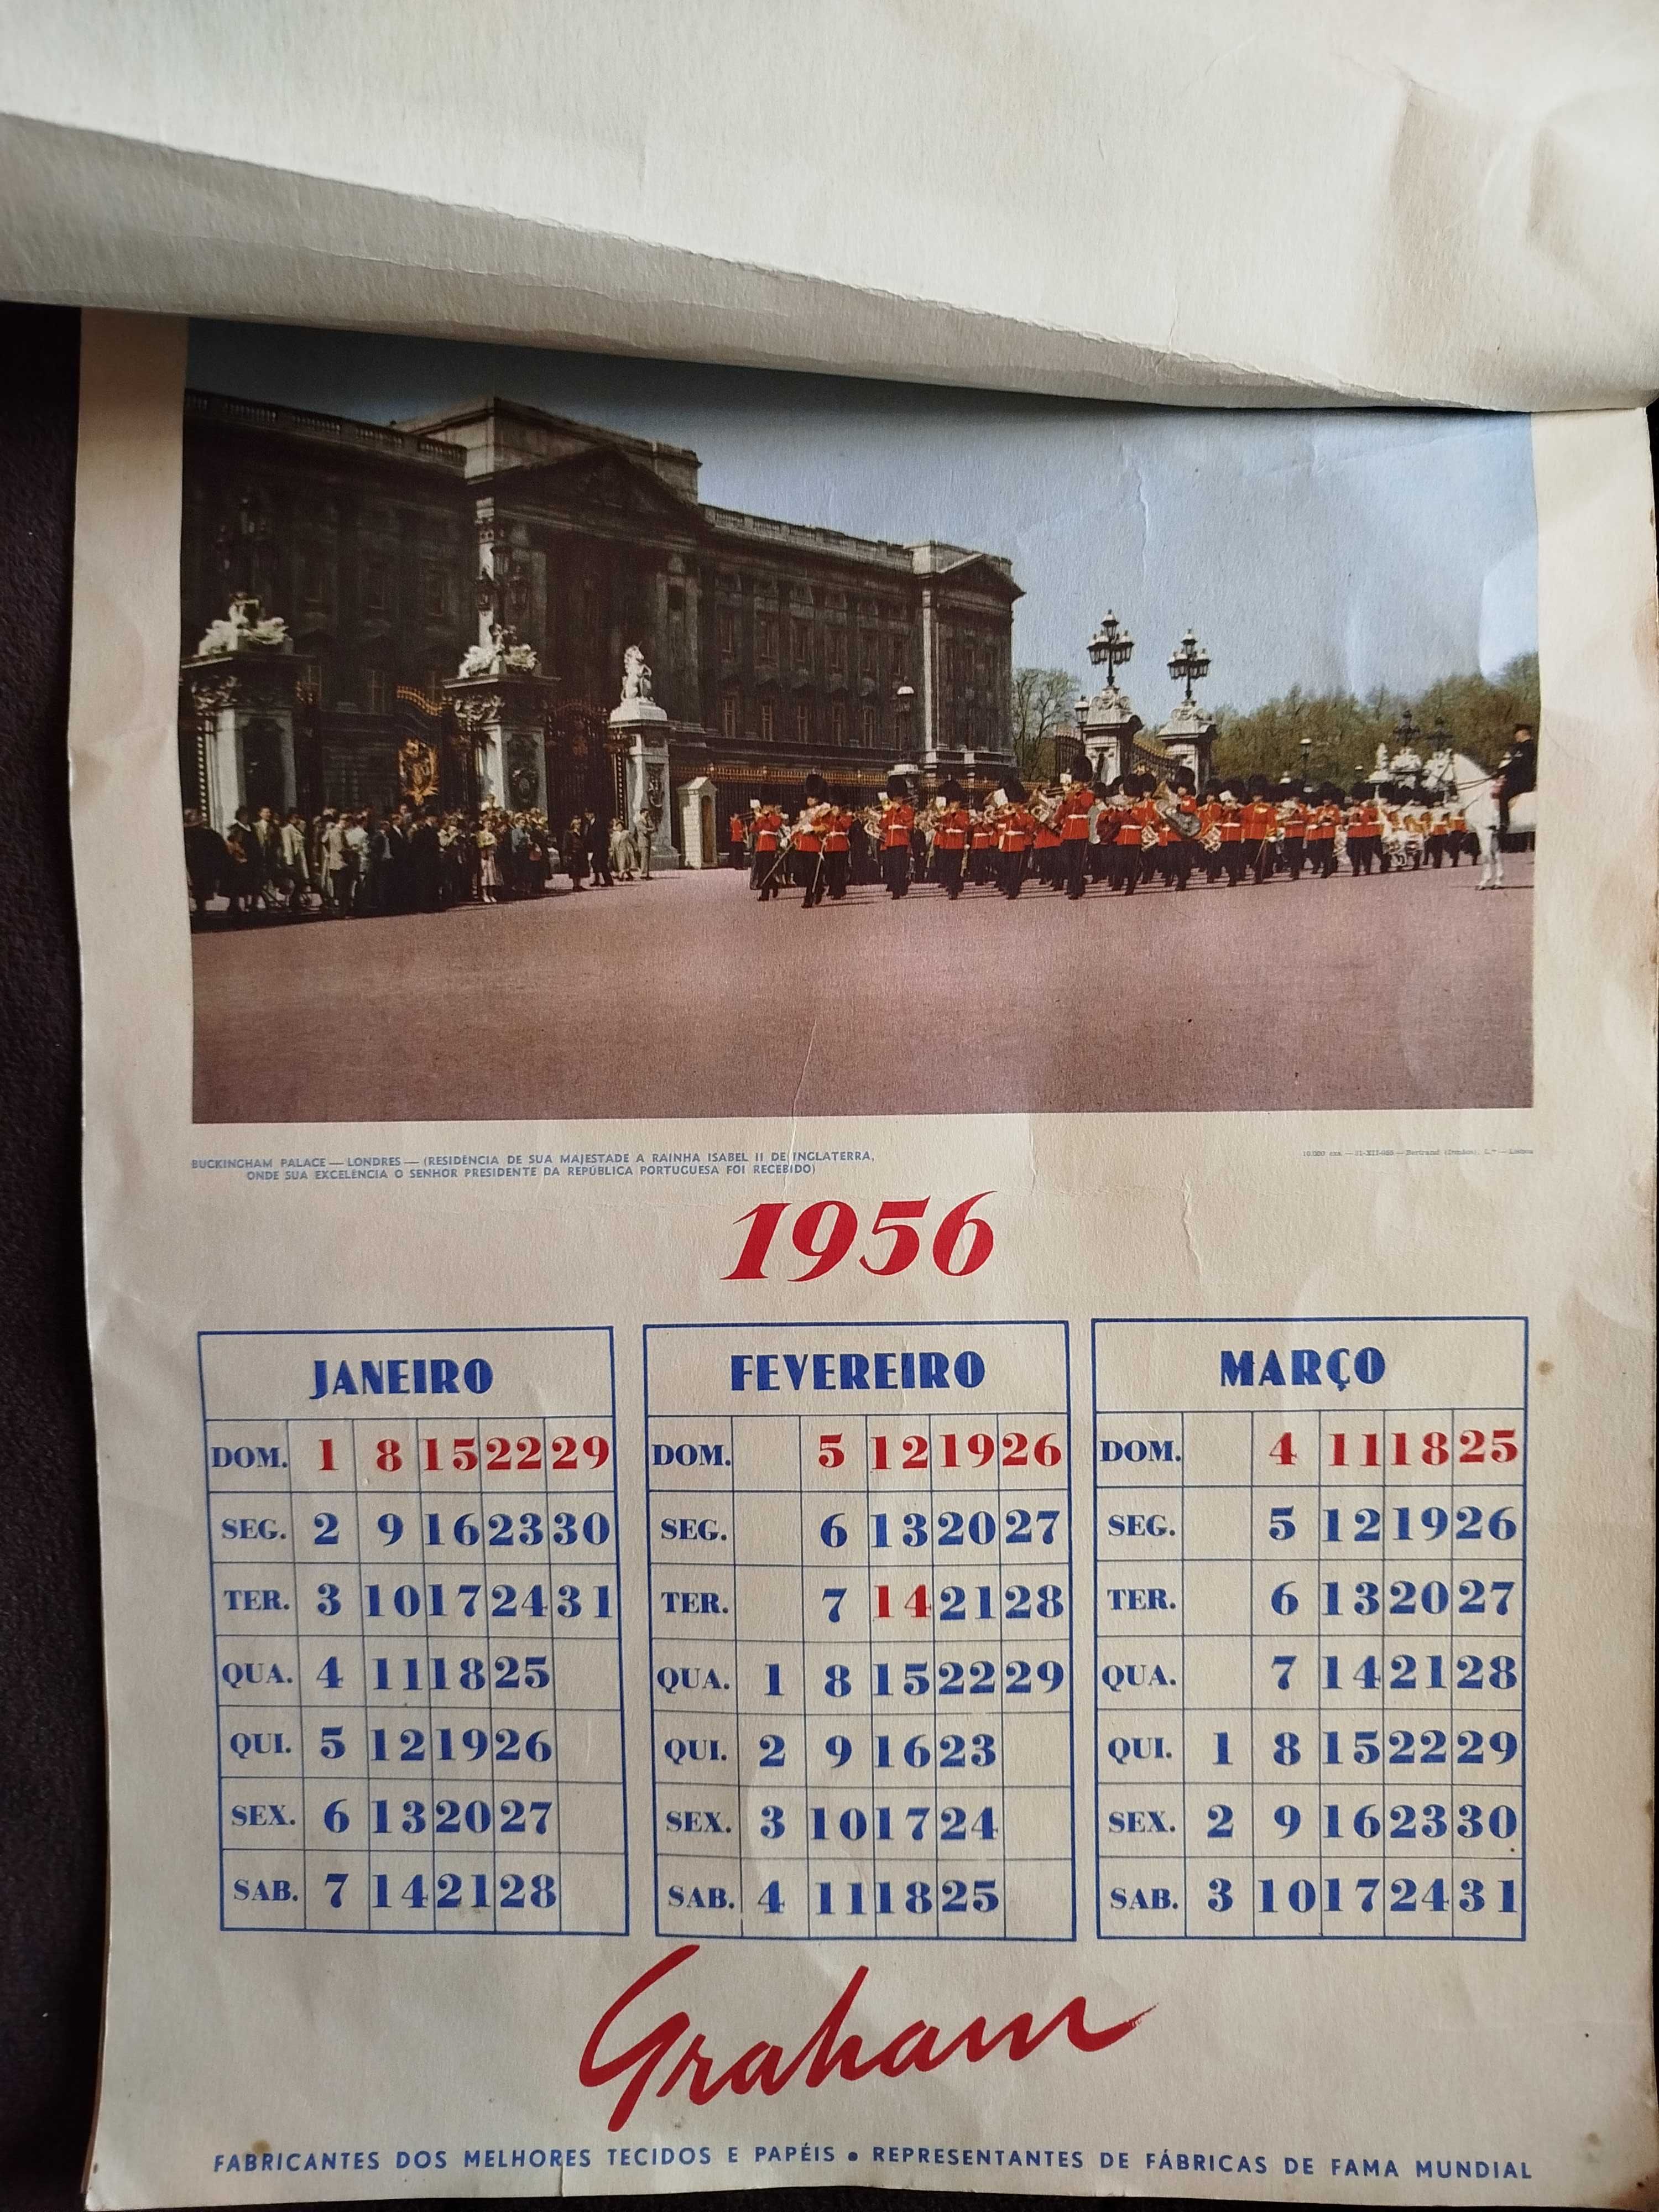 BUCKINGHAM PALACE — LONDRES — (RESIDÊNCIA DE SUA MAJESTADE A RAINHA ISABEL II DE INGLATERRA,
ONDE SUA EXCELÊNCIA O SENHOR PRESIDENTE DA REPÚBLICA PORTUGUESA FOI RECEBIDO)
— Bertrand (Irmãos), L.ᵈᵃ — Lisboa
1956
JANEIRO
DOM. 1 8 15 22 29
SEG. 2 9 16 23 30
TER. 3 10 17 24 31
QUA. 4 11 18 25
QUI. 5 12 19 26
SEX. 6 13 20 27
SAB. 7 14 21 28
FEVEREIRO
DOM. 5 12 19 26
SEG. 6 13 20 27
TER. 7 14 21 28
QUA. 1 8 15 22 29
QUI. 2 9 16 23
SEX. 3 10 17 24
SAB. 4 11 18 25
MARÇO
DOM. 4 11 18 25
SEG. 5 12 19 26
TER. 6 13 20 27
QUA. 7 14 21 28
QUI. 1 8 15 22 29
SEX. 2 9 16 23 30
SAB. 3 10 17 24 31
Graham
FABRICANTES DOS MELHORES TECIDOS E PAPÉIS • REPRESENTANTES DE FÁBRICAS DE FAMA MUNDIAL